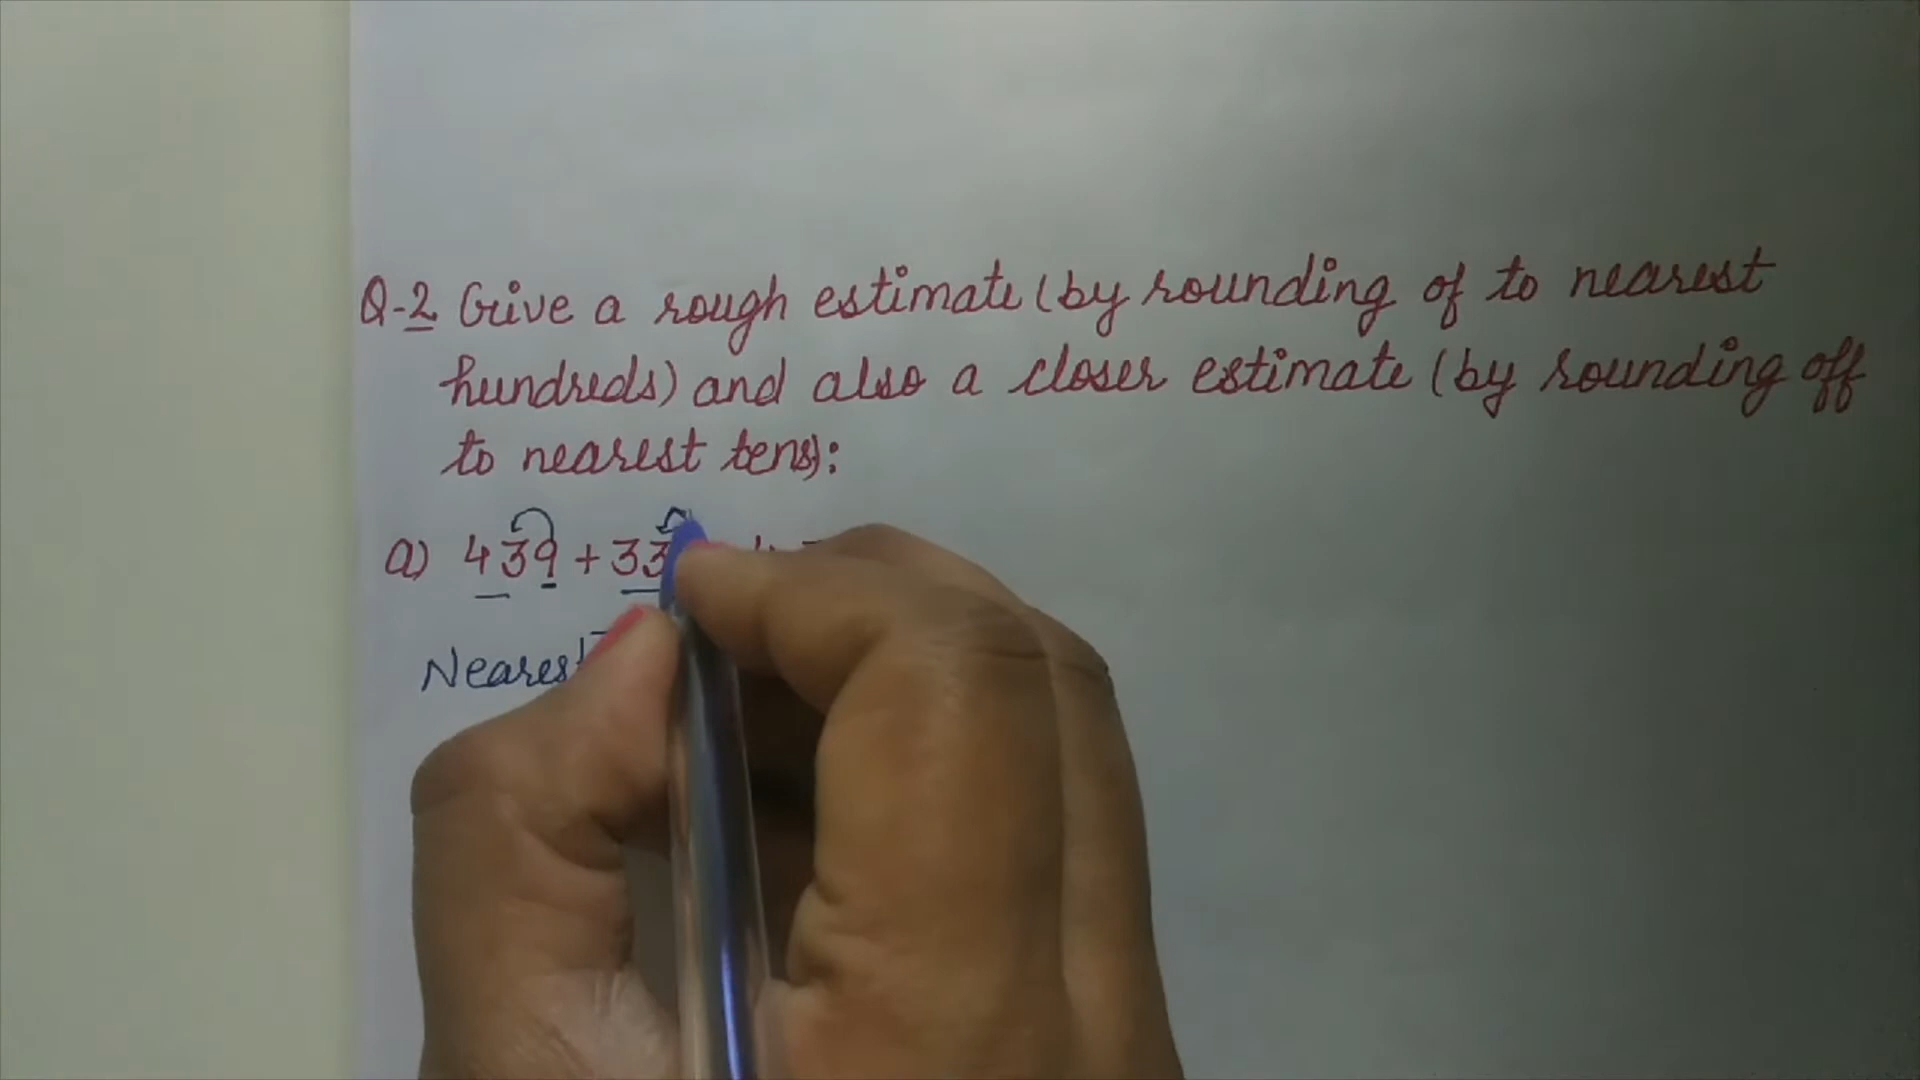 Q-2 Give a rough estimate (by rounding of to nearest
hundreds) and also a closer estimate (by rounding off
to nearest tens):
a) 439 + 33
Nearest